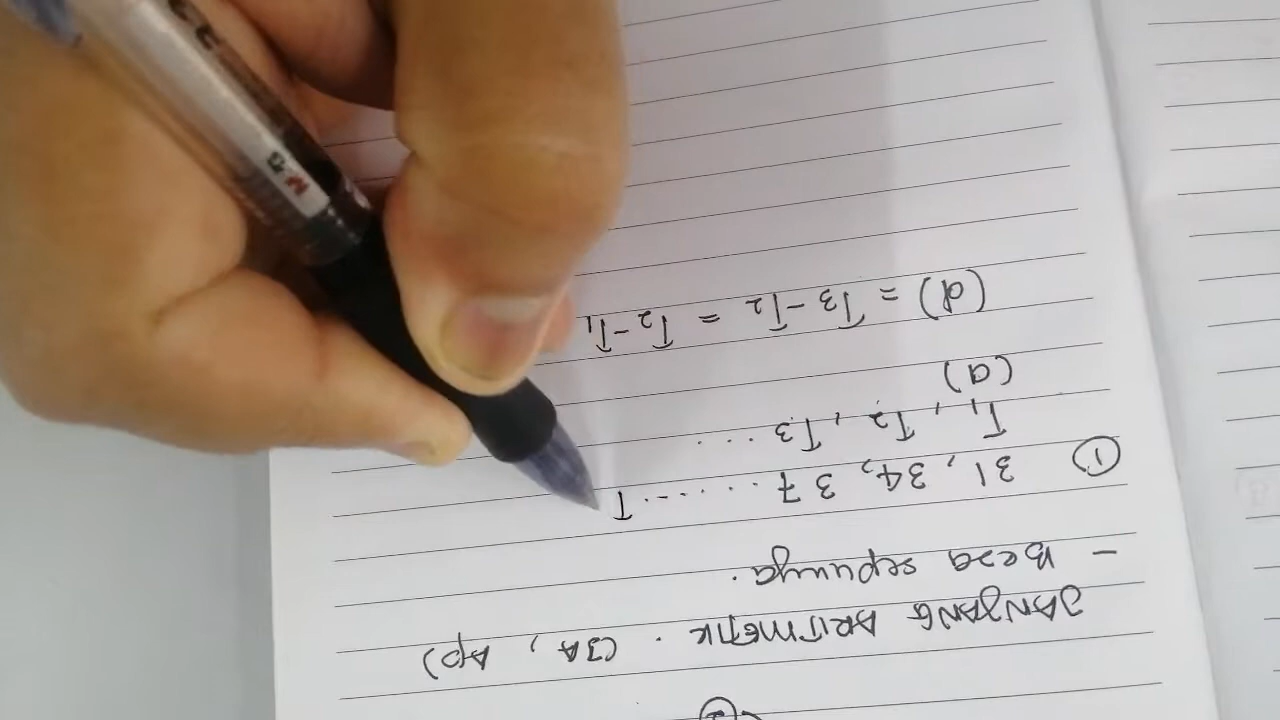 JANJANG ARITMETIK. (JA, AP)
- Beza sepunya.
① 31, 34, 37 ........ T
T₁, T₂, T₃ ....
(a)
(d) = T₃-T₂ = T₂-T₁